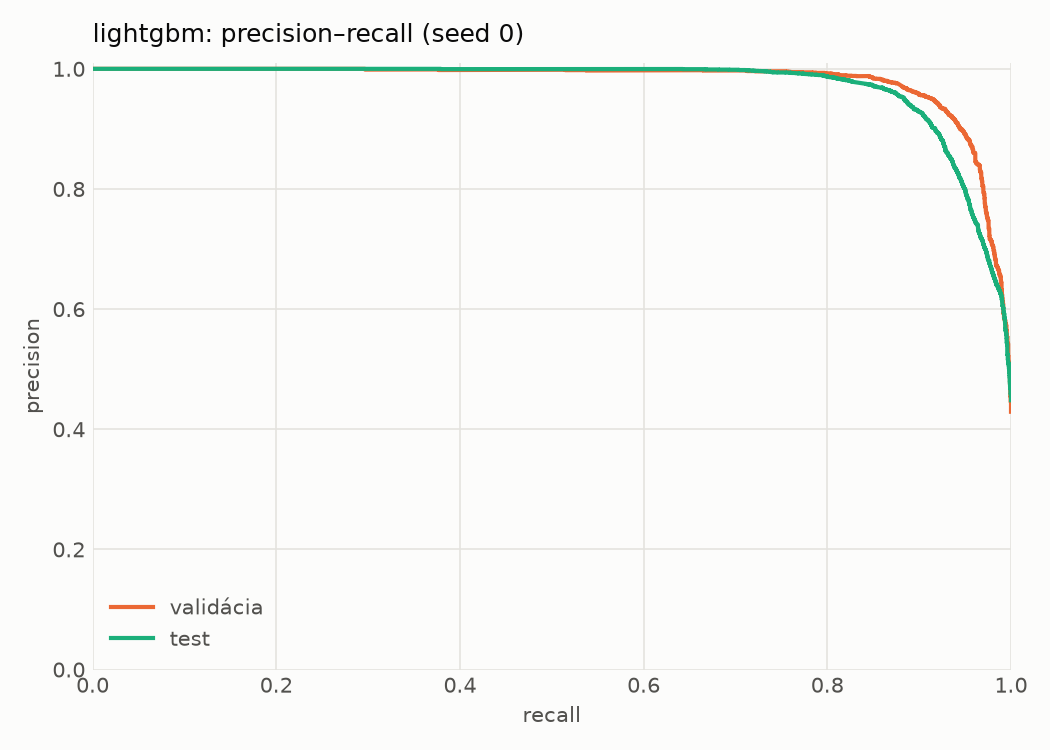 lightgbm: precision–recall (seed 0)
1.0
0.8
0.6
0.4
0.2
0.0
precision
validácia
test
0.0 0.2 0.4 0.6 0.8 1.0
recall